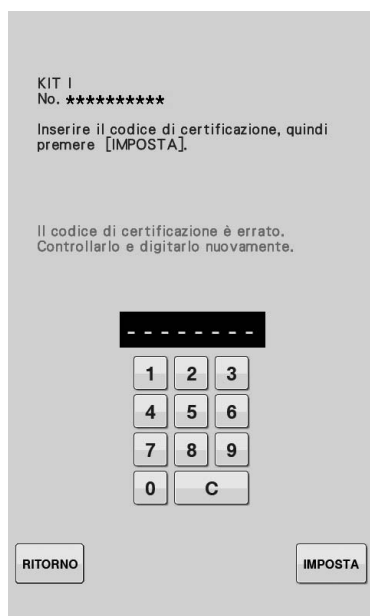 KIT I
No. **********
Inserire il codice di certificazione, quindi
premere [IMPOSTA].
Il codice di certificazione è errato.
Controllarlo e digitarlo nuovamente.
- - - - - - - -
1 2 3
4 5 6
7 8 9
0 C
RITORNO IMPOSTA